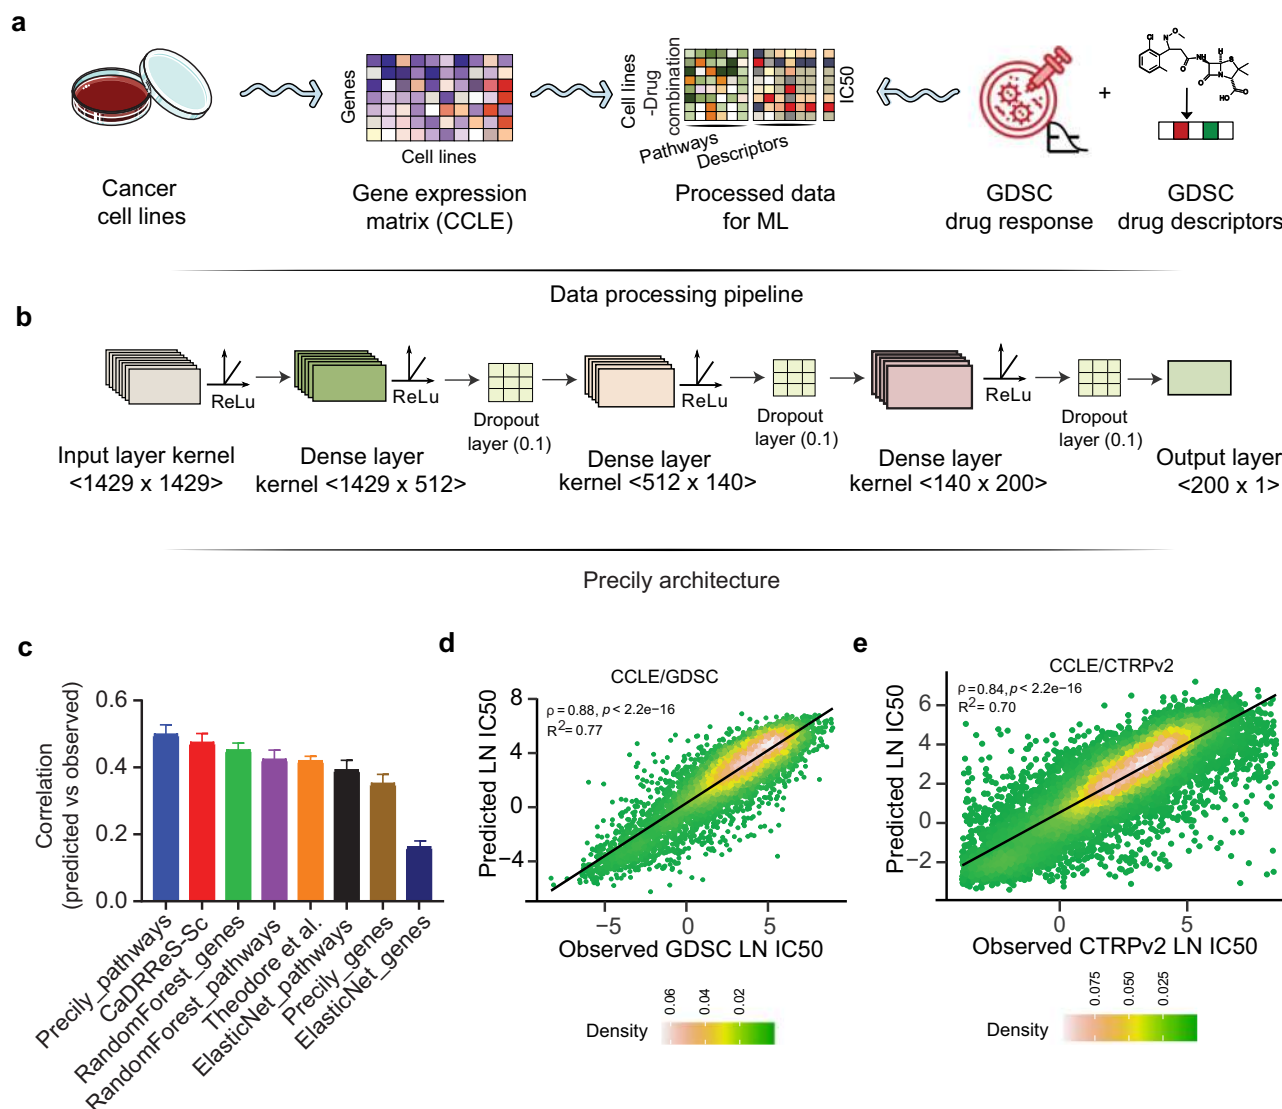 a
Genes
Cell lines
Cell lines
-Drug
combination
Pathways
Descriptors
IC50
+
Cl
N
O
O
NH
H
S
N
O
O
HO
Cancer
cell lines
Gene expression
matrix (CCLE)
Processed data
for ML
GDSC
drug response
GDSC
drug descriptors
Data processing pipeline
b
ReLu
ReLu
Dropout
layer (0.1)
ReLu
Dropout
layer (0.1)
ReLu
Dropout
layer (0.1)
Input layer kernel
<1429 x 1429>
Dense layer
kernel <1429 x 512>
Dense layer
kernel <512 x 140>
Dense layer
kernel <140 x 200>
Output layer
<200 x 1>
Precily architecture
c
Correlation
(predicted vs observed)
0.6
0.4
0.2
0.0
Precily_pathways
CaDRReS-Sc
RandomForest_genes
RandomForest_pathways
Theodore et al.
ElasticNet_pathways
Precily_genes
ElasticNet_genes
d
CCLE/GDSC
ρ=0.88, p< 2.2e−16
R2=0.77
Predicted LN IC50
8
4
0
−4
−5
0
5
Observed GDSC LN IC50
Density
0.06
0.04
0.02
e
CCLE/CTRPv2
ρ=0.84, p< 2.2e−16
R2= 0.70
Predicted LN IC50
6
4
2
0
−2
0
5
Observed CTRPv2 LN IC50
Density
0.075
0.050
0.025